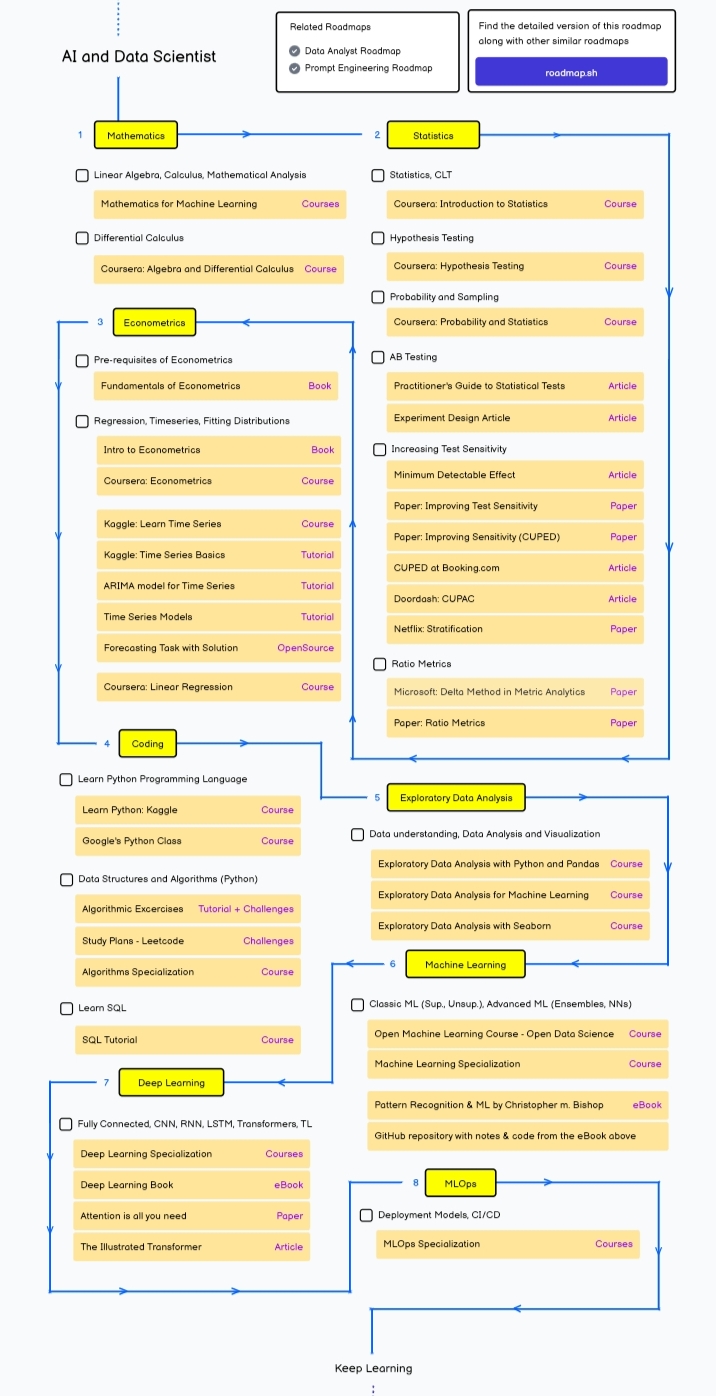 AI and Data Scientist
Related Roadmaps
Data Analyst Roadmap
Prompt Engineering Roadmap
Find the detailed version of this roadmap
along with other similar roadmaps
roadmap.sh
1 Mathematics
Linear Algebra, Calculus, Mathematical Analysis
Mathematics for Machine Learning Courses
Differential Calculus
Coursera: Algebra and Differential Calculus Course
2 Statistics
Statistics, CLT
Coursera: Introduction to Statistics Course
Hypothesis Testing
Coursera: Hypothesis Testing Course
Probability and Sampling
Coursera: Probability and Statistics Course
AB Testing
Practitioner's Guide to Statistical Tests Article
Experiment Design Article Article
Increasing Test Sensitivity
Minimum Detectable Effect Article
Paper: Improving Test Sensitivity Paper
Paper: Improving Sensitivity (CUPED) Paper
CUPED at Booking.com Article
Doordash: CUPAC Article
Netflix: Stratification Paper
Ratio Metrics
Microsoft: Delta Method in Metric Analytics Paper
Paper: Ratio Metrics Paper
3 Econometrics
Pre-requisites of Econometrics
Fundamentals of Econometrics Book
Regression, Timeseries, Fitting Distributions
Intro to Econometrics Book
Coursera: Econometrics Course
Kaggle: Learn Time Series Course
Kaggle: Time Series Basics Tutorial
ARIMA model for Time Series Tutorial
Time Series Models Tutorial
Forecasting Task with Solution OpenSource
Coursera: Linear Regression Course
4 Coding
Learn Python Programming Language
Learn Python: Kaggle Course
Google's Python Class Course
Data Structures and Algorithms (Python)
Algorithmic Excercises Tutorial + Challenges
Study Plans - Leetcode Challenges
Algorithms Specialization Course
Learn SQL
SQL Tutorial Course
5 Exploratory Data Analysis
Data understanding, Data Analysis and Visualization
Exploratory Data Analysis with Python and Pandas Course
Exploratory Data Analysis for Machine Learning Course
Exploratory Data Analysis with Seaborn Course
6 Machine Learning
Classic ML (Sup., Unsup.), Advanced ML (Ensembles, NNs)
Open Machine Learning Course - Open Data Science Course
Machine Learning Specialization Course
Pattern Recognition & ML by Christopher m. Bishop eBook
GitHub repository with notes & code from the eBook above
7 Deep Learning
Fully Connected, CNN, RNN, LSTM, Transformers, TL
Deep Learning Specialization Courses
Deep Learning Book eBook
Attention is all you need Paper
The Illustrated Transformer Article
8 MLOps
Deployment Models, CI/CD
MLOps Specialization Courses
Keep Learning